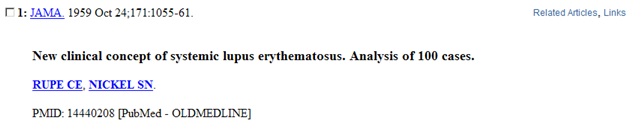 1: JAMA. 1959 Oct 24;171:1055-61. Related Articles, Links
New clinical concept of systemic lupus erythematosus. Analysis of 100 cases.
RUPE CE, NICKEL SN.
PMID: 14440208 [PubMed - OLDMEDLINE]